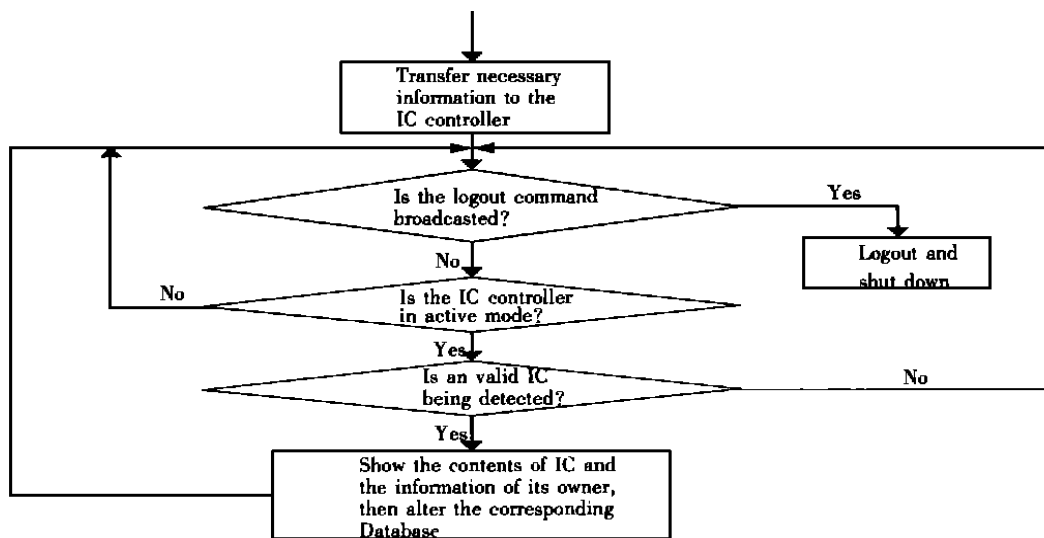 Transfer necessary
information to the
IC controller
Is the logout command
broadcasted?
Yes
Logout and
shut down
No
Is the IC controller
in active mode?
No
Yes
Is an valid IC
being detected?
No
Yes
Show the contents of IC and
the information of its owner,
then alter the corresponding
Database